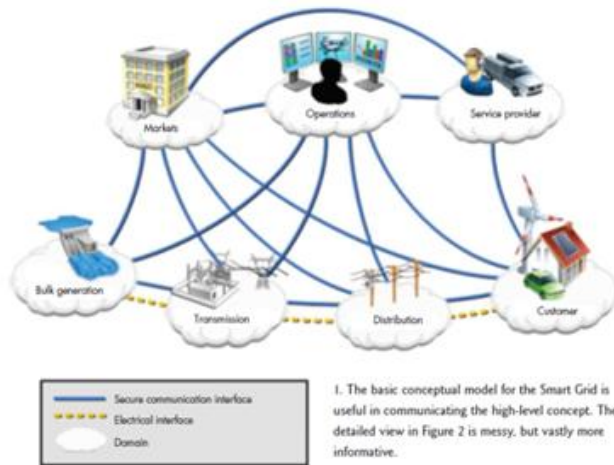 Markets
Operations
Service provider
Bulk generation
Transmission
Distribution
Customer
Secure communication interface
Electrical interface
Domain
1. The basic conceptual model for the Smart Grid is
useful in communicating the high-level concept. The
detailed view in Figure 2 is messy, but vastly more
informative.